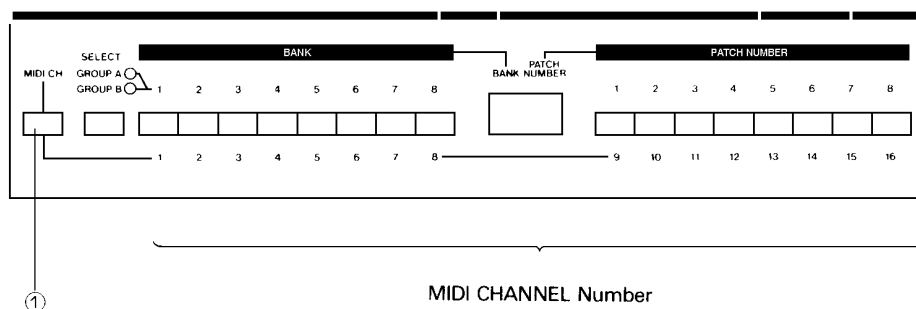 BANK
PATCH NUMBER
SELECT
MIDI CH
GROUP A
GROUP B
BANK
PATCH
NUMBER
1 2 3 4 5 6 7 8
1 2 3 4 5 6 7 8
1 2 3 4 5 6 7 8
9 10 11 12 13 14 15 16
1
MIDI CHANNEL Number